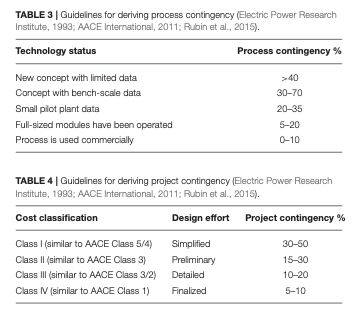 TABLE 3 | Guidelines for deriving process contingency (Electric Power Research
Institute, 1993; AACE International, 2011; Rubin et al., 2015).
Technology status Process contingency %
New concept with limited data >40
Concept with bench-scale data 30–70
Small pilot plant data 20–35
Full-sized modules have been operated 5–20
Process is used commercially 0–10
TABLE 4 | Guidelines for deriving project contingency (Electric Power Research
Institute, 1993; AACE International, 2011; Rubin et al., 2015).
Cost classification Design effort Project contingency %
Class I (similar to AACE Class 5/4) Simplified 30–50
Class II (similar to AACE Class 3) Preliminary 15–30
Class III (similar to AACE Class 3/2) Detailed 10–20
Class IV (similar to AACE Class 1) Finalized 5–10